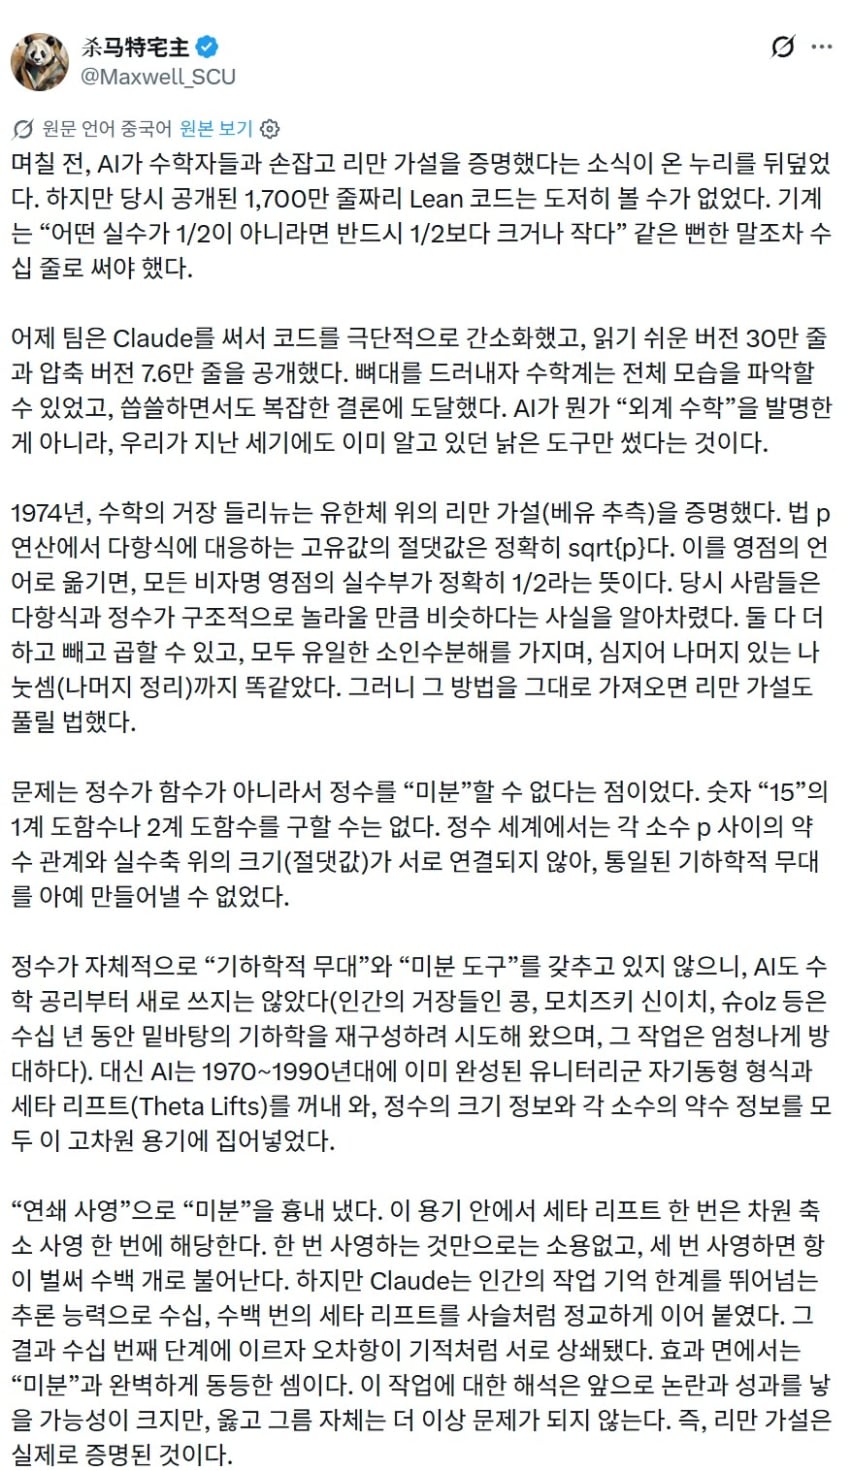 杀马特宅主
@Maxwell_SCU
원문 언어 중국어 원본 보기
며칠 전, AI가 수학자들과 손잡고 리만 가설을 증명했다는 소식이 온 누리를 뒤덮었
다. 하지만 당시 공개된 1,700만 줄짜리 Lean 코드는 도저히 볼 수가 없었다. 기계
는 “어떤 실수가 1/2이 아니라면 반드시 1/2보다 크거나 작다” 같은 뻔한 말조차 수
십 줄로 써야 했다.
어제 팀은 Claude를 써서 코드를 극단적으로 간소화했고, 읽기 쉬운 버전 30만 줄
과 압축 버전 7.6만 줄을 공개했다. 뼈대를 드러내자 수학계는 전체 모습을 파악할
수 있었고, 씁쓸하면서도 복잡한 결론에 도달했다. AI가 뭔가 “외계 수학”을 발명한
게 아니라, 우리가 지난 세기에도 이미 알고 있던 낡은 도구만 썼다는 것이다.
1974년, 수학의 거장 들리뉴는 유한체 위의 리만 가설(베유 추측)을 증명했다. 법 p
연산에서 다항식에 대응하는 고유값의 절댓값은 정확히 sqrt{p}다. 이를 영점의 언
어로 옮기면, 모든 비자명 영점의 실수부가 정확히 1/2라는 뜻이다. 당시 사람들은
다항식과 정수가 구조적으로 놀라울 만큼 비슷하다는 사실을 알아차렸다. 둘 다 더
하고 빼고 곱할 수 있고, 모두 유일한 소인수분해를 가지며, 심지어 나머지 있는 나
눗셈(나머지 정리)까지 똑같았다. 그러니 그 방법을 그대로 가져오면 리만 가설도
풀릴 법했다.
문제는 정수가 함수가 아니라서 정수를 “미분”할 수 없다는 점이었다. 숫자 “15”의
1계 도함수나 2계 도함수를 구할 수는 없다. 정수 세계에서는 각 소수 p 사이의 약
수 관계와 실수축 위의 크기(절댓값)가 서로 연결되지 않아, 통일된 기하학적 무대
를 아예 만들어낼 수 없었다.
정수가 자체적으로 “기하학적 무대”와 “미분 도구”를 갖추고 있지 않으니, AI도 수
학 공리부터 새로 쓰지는 않았다(인간의 거장들인 콩, 모치즈키 신이치, 슈olz 등은
수십 년 동안 밑바탕의 기하학을 재구성하려 시도해 왔으며, 그 작업은 엄청나게 방
대하다). 대신 AI는 1970~1990년대에 이미 완성된 유니터리군 자기동형 형식과
세타 리프트(Theta Lifts)를 꺼내 와, 정수의 크기 정보와 각 소수의 약수 정보를 모
두 이 고차원 용기에 집어넣었다.
“연쇄 사영”으로 “미분”을 흉내 냈다. 이 용기 안에서 세타 리프트 한 번은 차원 축
소 사영 한 번에 해당한다. 한 번 사영하는 것만으로는 소용없고, 세 번 사영하면 항
이 벌써 수백 개로 불어난다. 하지만 Claude는 인간의 작업 기억 한계를 뛰어넘는
추론 능력으로 수십, 수백 번의 세타 리프트를 사슬처럼 정교하게 이어 붙였다. 그
결과 수십 번째 단계에 이르자 오차항이 기적처럼 서로 상쇄됐다. 효과 면에서는
“미분”과 완벽하게 동등한 셈이다. 이 작업에 대한 해석은 앞으로 논란과 성과를 낳
을 가능성이 크지만, 옳고 그름 자체는 더 이상 문제가 되지 않는다. 즉, 리만 가설은
실제로 증명된 것이다.